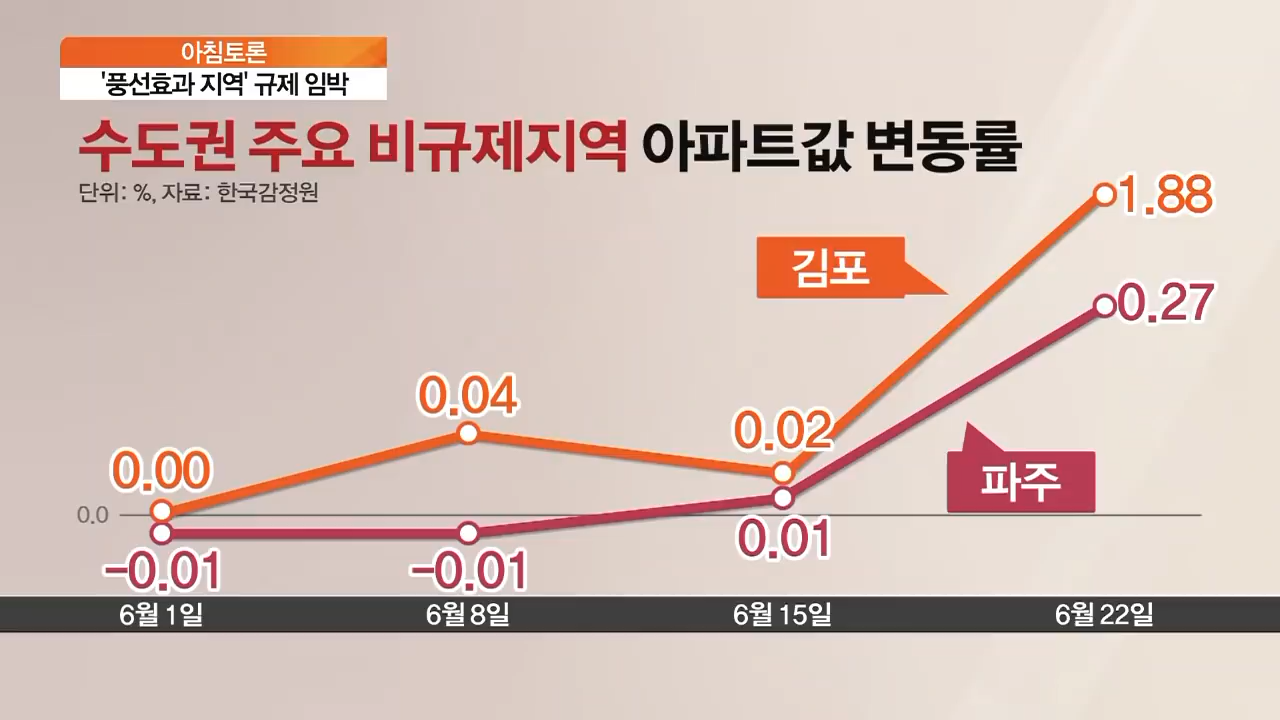 아침토론
'풍선효과 지역' 규제 임박
수도권 주요 비규제지역 아파트값 변동률
단위: %, 자료: 한국감정원
1.88
김포
0.27
0.04
0.02
0.00
파주
0.0
0.01
-0.01
-0.01
6월 1일
6월 8일
6월 15일
6월 22일